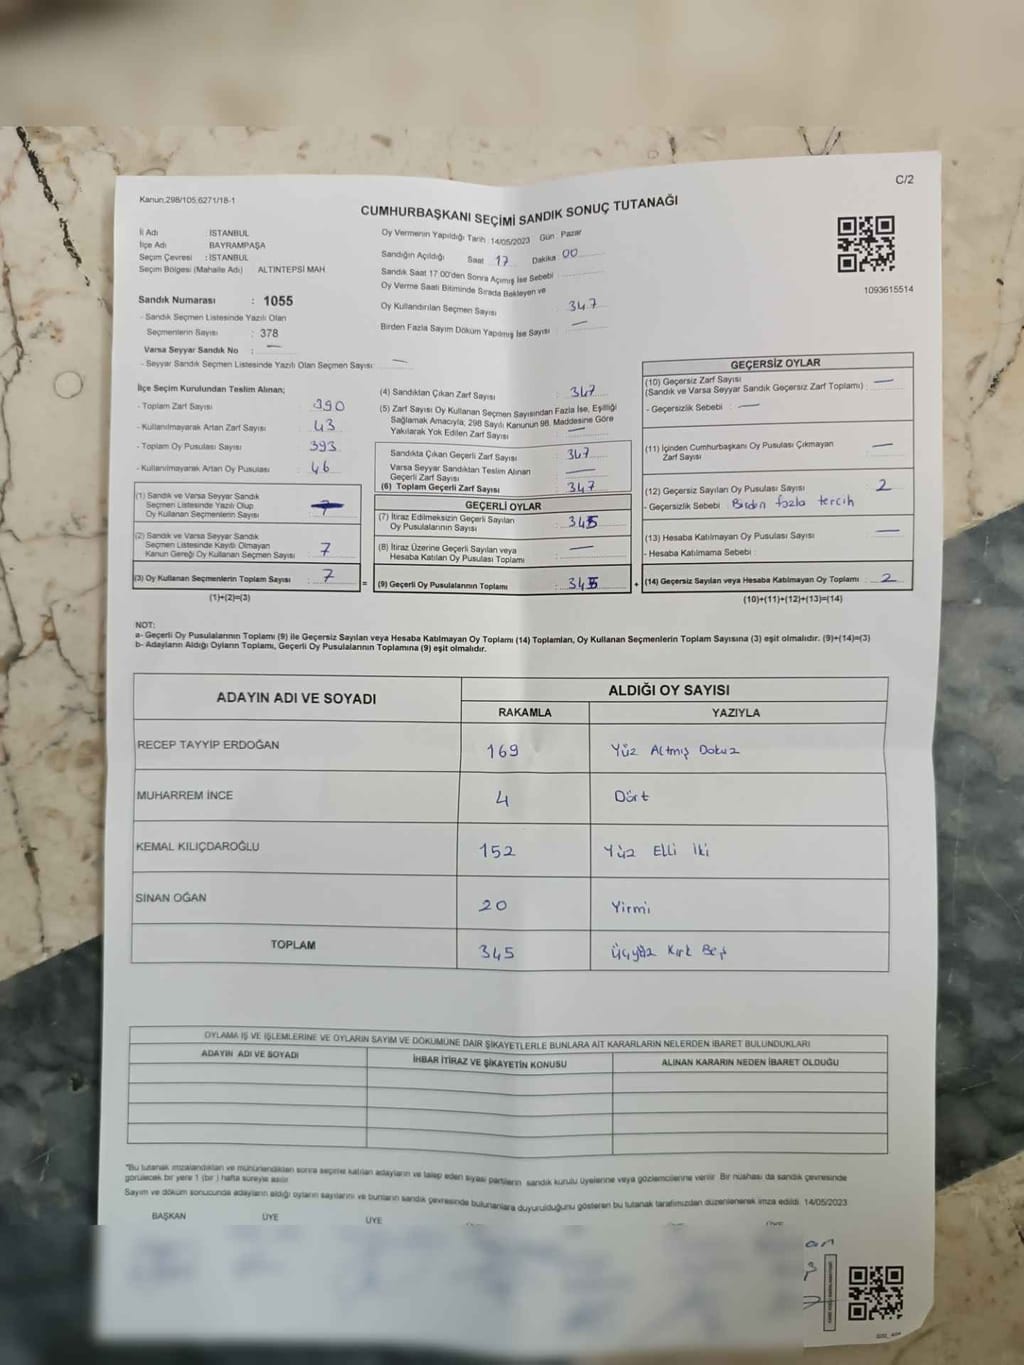 C/2
Kanun,298/105,6271/18-1
CUMHURBAŞKANI SEÇİMİ SANDIK SONUÇ TUTANAĞI
İl Adı : İSTANBUL
İlçe Adı BAYRAMPAŞA
Seçim Çevresi : İSTANBUL
Seçim Bölgesi (Mahalle Adı) ALTINTEPSİ MAH.
Sandık Numarası : 1055
- Sandık Seçmen Listesinde Yazılı Olan
Seçmenlerin Sayısı : 378
Varsa Seyyar Sandık No : —
- Seyyar Sandık Seçmen Listesinde Yazılı Olan Seçmen Sayısı: —
Oy Vermenin Yapıldığı Tarih :14/05/2023 Gün : Pazar
Sandığın Açıldığı Saat 17 Dakika 00
Sandık Saat 17.00'den Sonra Açımış İse Sebebi
Oy Verme Saati Bitiminde Sırada Bekleyen ve
Oy Kullandırılan Seçmen Sayısı : 347
Birden Fazla Sayım Döküm Yapılmış İse Sayısı : —
1093615514
İlçe Seçim Kurulundan Teslim Alınan;
- Toplam Zarf Sayısı : 390
- Kullanılmayarak Artan Zarf Sayısı : 43
- Toplam Oy Pusulası Sayısı : 393
- Kullanılmayarak Artan Oy Pusulası : 46
(1) Sandık ve Varsa Seyyar Sandık
Seçmen Listesinde Yazılı Olup
Oy Kullanan Seçmenlerin Sayısı :
(2) Sandık ve Varsa Seyyar Sandık
Seçmen Listesinde Kayıtlı Olmayan
Kanun Gereği Oy Kullanan Seçmen Sayısı : 7
(3) Oy Kullanan Seçmenlerin Toplam Sayısı : 7
(1)+(2)=(3)
(4) Sandıktan Çıkan Zarf Sayısı : 347
(5) Zarf Sayısı Oy Kullanan Seçmen Sayısından Fazla İse, Eşitliği
Sağlamak Amacıyla; 298 Sayılı Kanunun 98. Maddesine Göre
Yakılarak Yok Edilen Zarf Sayısı : —
Sandıkta Çıkan Geçerli Zarf Sayısı : 347
Varsa Seyyar Sandıktan Teslim Alınan
Geçerli Zarf Sayısı : —
(6) Toplam Geçerli Zarf Sayısı : 347
GEÇERLİ OYLAR
(7) İtiraz Edilmeksizin Geçerli Sayılan
Oy Pusulalarının Sayısı : 345
(8) İtiraz Üzerine Geçerli Sayılan veya
Hesaba Katılan Oy Pusulası Toplamı : —
= (9) Geçerli Oy Pusulalarının Toplamı : 345 +
GEÇERSİZ OYLAR
(10) Geçersiz Zarf Sayısı
(Sandık ve Varsa Seyyar Sandık Geçersiz Zarf Toplamı) : —
- Geçersizlik Sebebi : —
(11) İçinden Cumhurbaşkanı Oy Pusulası Çıkmayan
Zarf Sayısı : —
(12) Geçersiz Sayılan Oy Pusulası Sayısı : 2
- Geçersizlik Sebebi : Birden fazla tercih
(13) Hesaba Katılmayan Oy Pusulası Sayısı : —
- Hesaba Katılmama Sebebi :
(14) Geçersiz Sayılan veya Hesaba Katılmayan Oy Toplamı : 2
(10)+(11)+(12)+(13)=(14)
NOT:
a- Geçerli Oy Pusulalarının Toplamı (9) ile Geçersiz Sayılan veya Hesaba Katılmayan Oy Toplamı (14) Toplamları, Oy Kullanan Seçmenlerin Toplam Sayısına (3) eşit olmalıdır. (9)+(14)=(3)
b- Adayların Aldığı Oyların Toplamı, Geçerli Oy Pusulalarının Toplamına (9) eşit olmalıdır.
ADAYIN ADI VE SOYADI ALDIĞI OY SAYISI
RAKAMLA YAZIYLA
RECEP TAYYİP ERDOĞAN 169 Yüz Altmış Dokuz
MUHARREM İNCE 4 Dört
KEMAL KILIÇDAROĞLU 152 Yüz Elli İki
SİNAN OĞAN 20 Yirmi
TOPLAM 345 Üçyüz Kırk Beş
OYLAMA İŞ VE İŞLEMLERİNE VE OYLARIN SAYIM VE DÖKÜMÜNE DAİR ŞİKAYETLERLE BUNLARA AİT KARARLARIN NELERDEN İBARET BULUNDUKLARI
ADAYIN ADI VE SOYADI İHBAR İTİRAZ VE ŞİKAYETİN KONUSU ALINAN KARARIN NEDEN İBARET OLDUĞU
*Bu tutanak imzalandıktan ve mühürlendikten sonra seçime katılan adayların ve talep eden siyasi partilerin sandık kurulu üyelerine veya gözlemcilerine verilir. Bir nüshası da sandık çevresinde
görülecek bir yere 1 (bir ) hafta süreyle asılır.
Sayım ve döküm sonucunda adayların aldığı oyların sayılarını ve bunların sandık çevresinde bulunanlara duyurulduğunu gösteren bu tutanak tarafımızdan düzenlenerek imza edildi. 14/05/2023
BAŞKAN ÜYE ÜYE